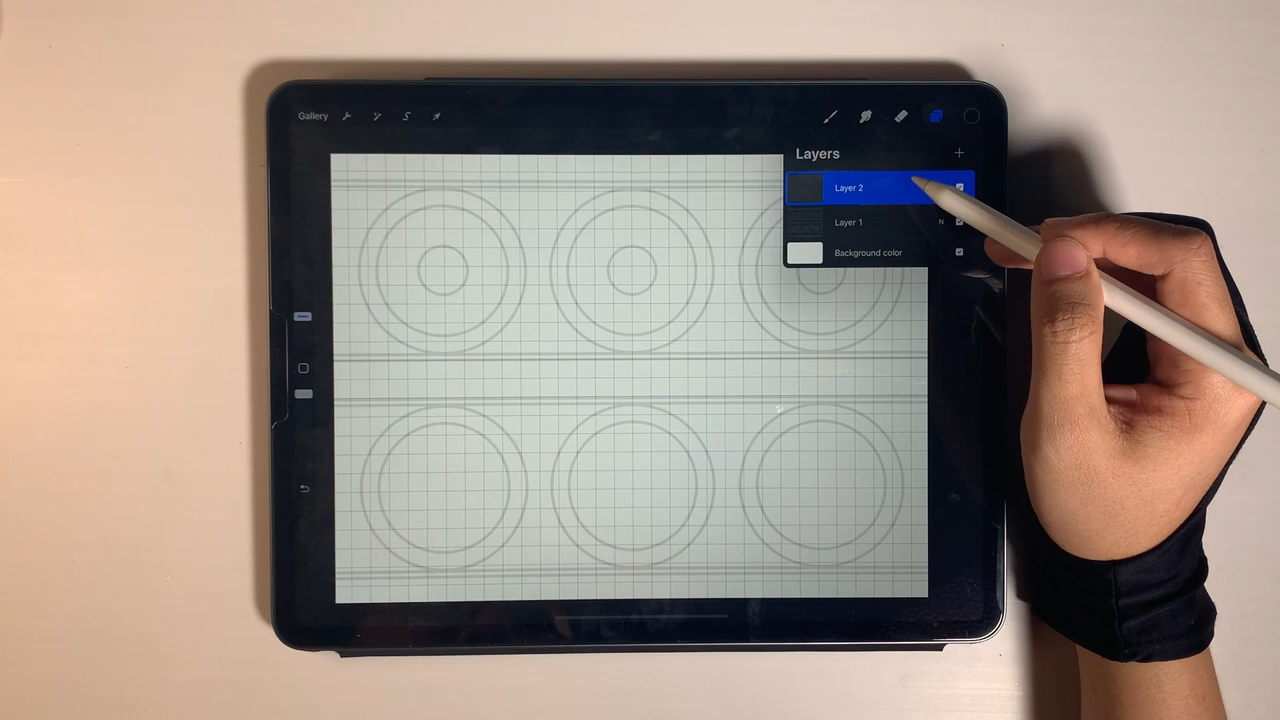 Gallery
Layers
Layer 2
Layer 1 N
Background color